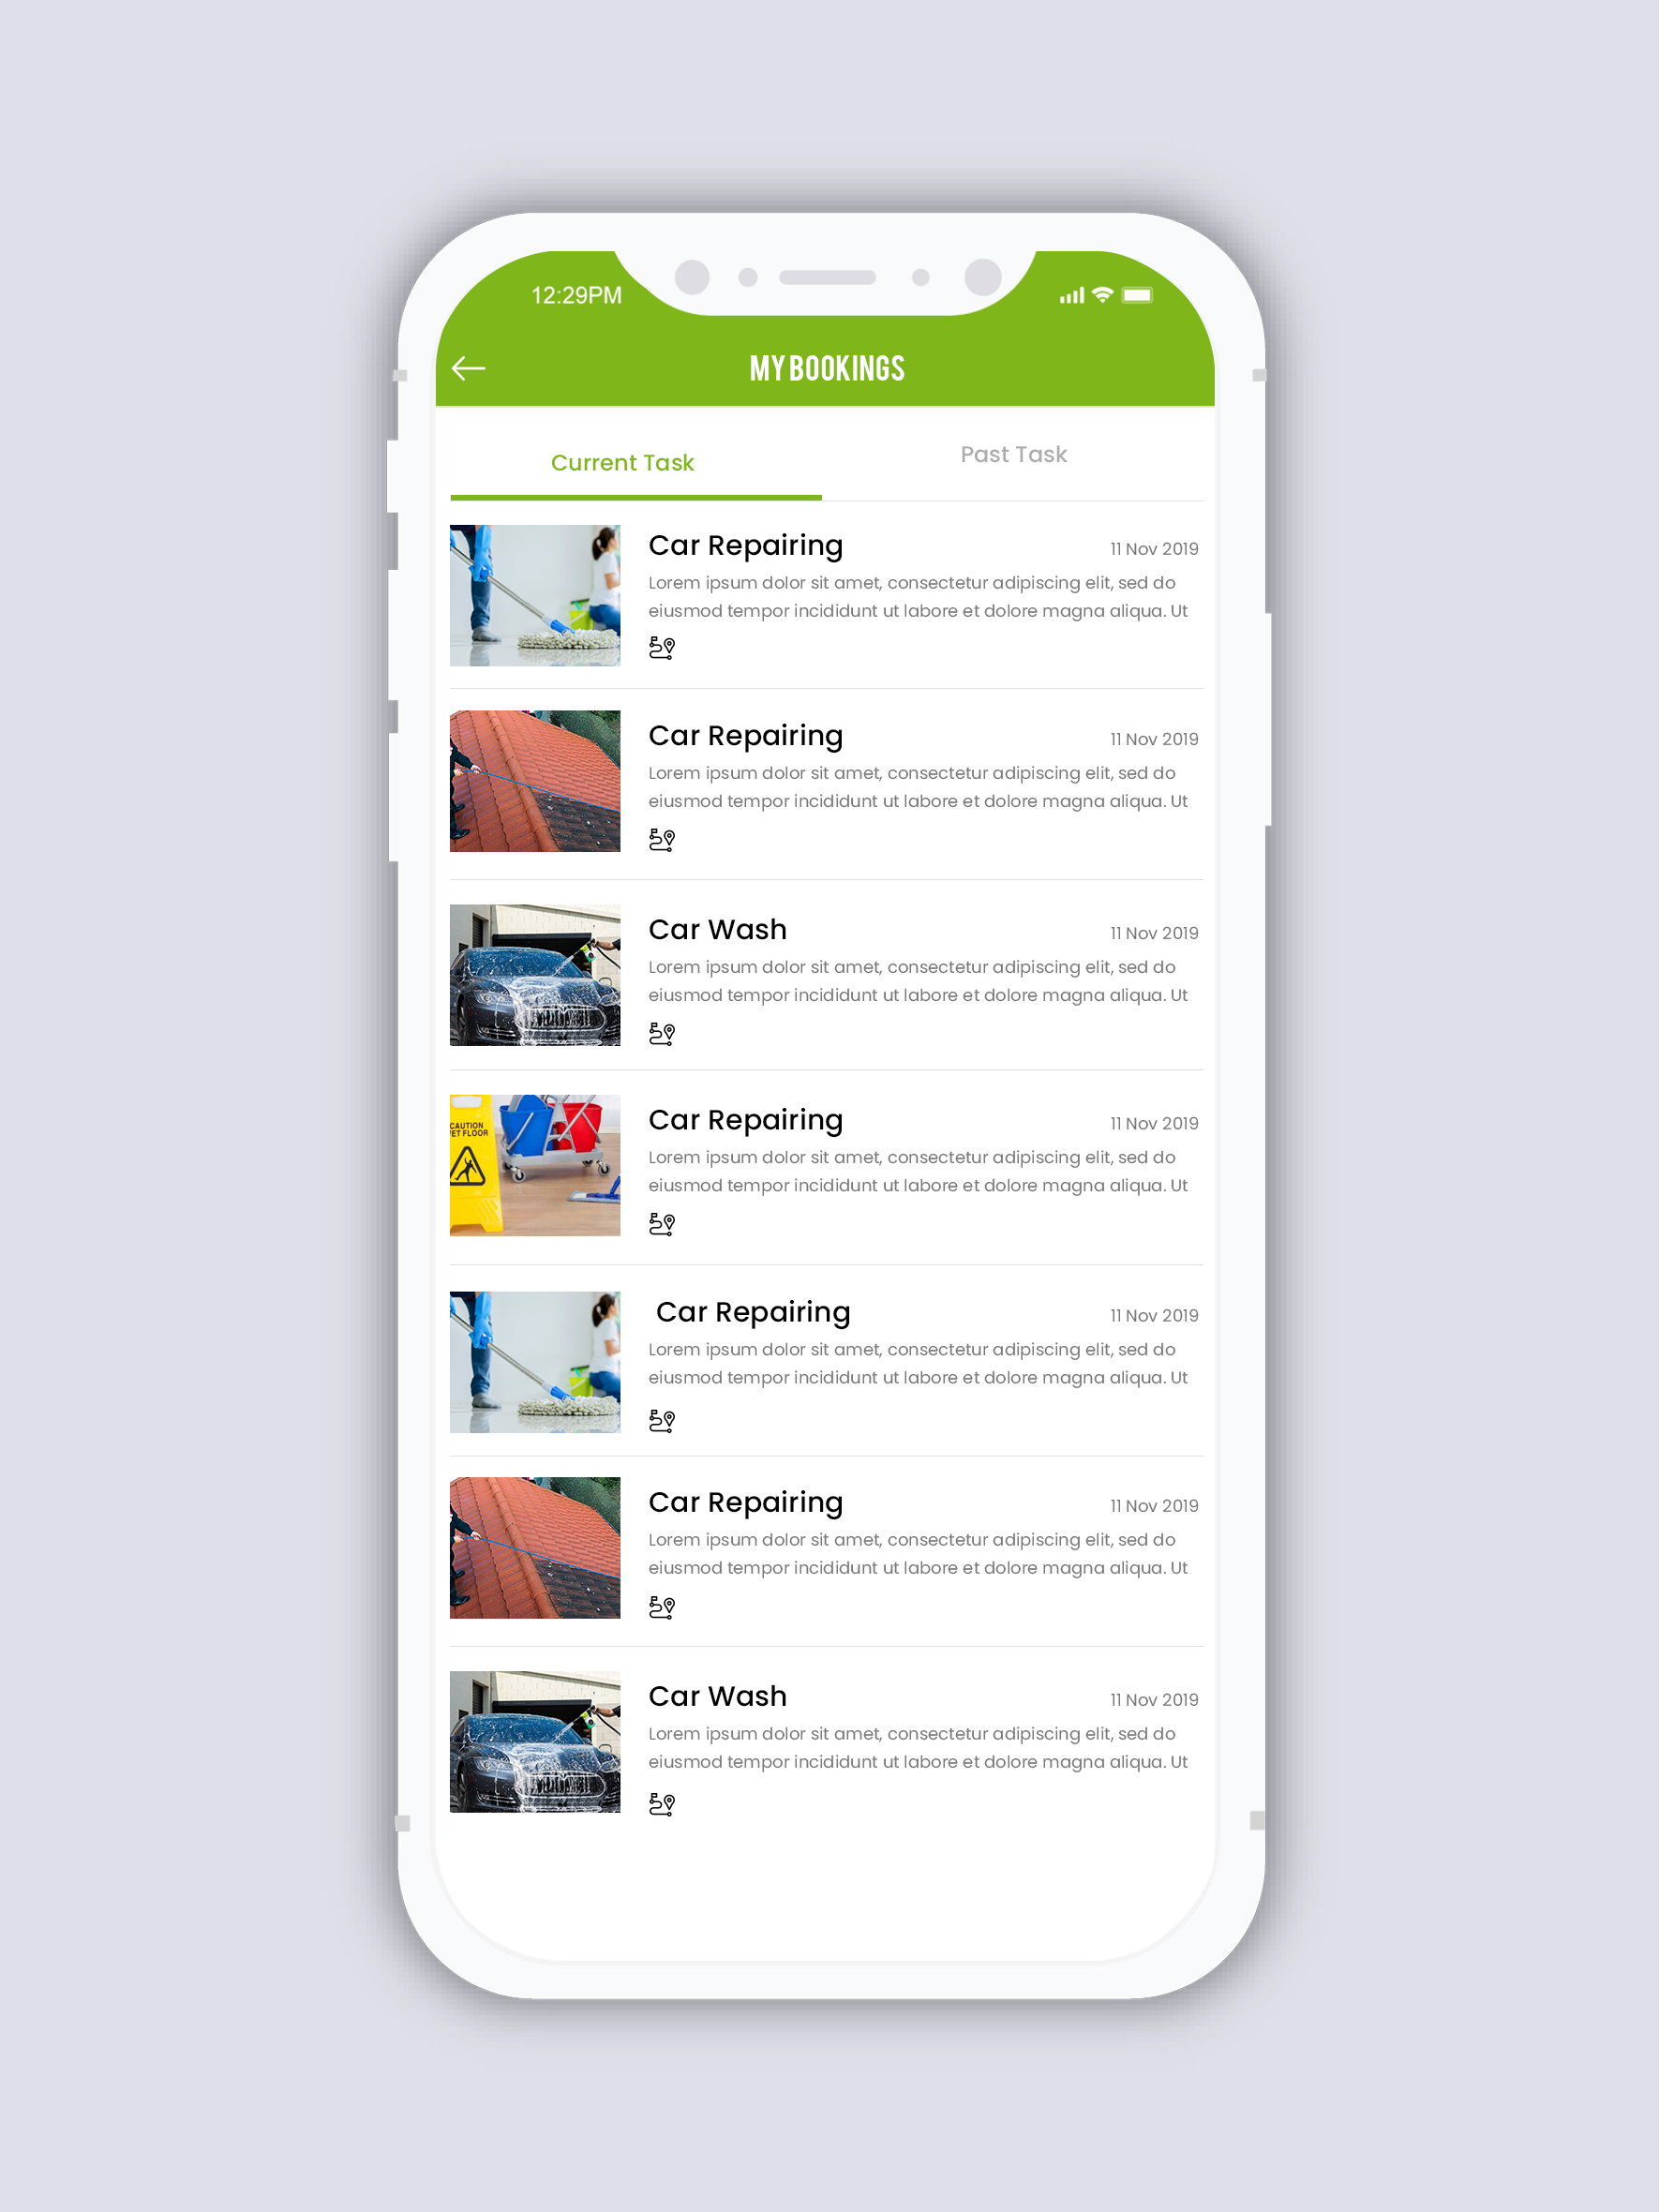 12:29PM
MY BOOKINGS
Current Task
Past Task
Car Repairing
11 Nov 2019
Lorem ipsum dolor sit amet, consectetur adipiscing elit, sed do
eiusmod tempor incididunt ut labore et dolore magna aliqua. Ut
Car Repairing
11 Nov 2019
Lorem ipsum dolor sit amet, consectetur adipiscing elit, sed do
eiusmod tempor incididunt ut labore et dolore magna aliqua. Ut
Car Wash
11 Nov 2019
Lorem ipsum dolor sit amet, consectetur adipiscing elit, sed do
eiusmod tempor incididunt ut labore et dolore magna aliqua. Ut
CAUTION
ET FLOOR
Car Repairing
11 Nov 2019
Lorem ipsum dolor sit amet, consectetur adipiscing elit, sed do
eiusmod tempor incididunt ut labore et dolore magna aliqua. Ut
Car Repairing
11 Nov 2019
Lorem ipsum dolor sit amet, consectetur adipiscing elit, sed do
eiusmod tempor incididunt ut labore et dolore magna aliqua. Ut
Car Repairing
11 Nov 2019
Lorem ipsum dolor sit amet, consectetur adipiscing elit, sed do
eiusmod tempor incididunt ut labore et dolore magna aliqua. Ut
Car Wash
11 Nov 2019
Lorem ipsum dolor sit amet, consectetur adipiscing elit, sed do
eiusmod tempor incididunt ut labore et dolore magna aliqua. Ut